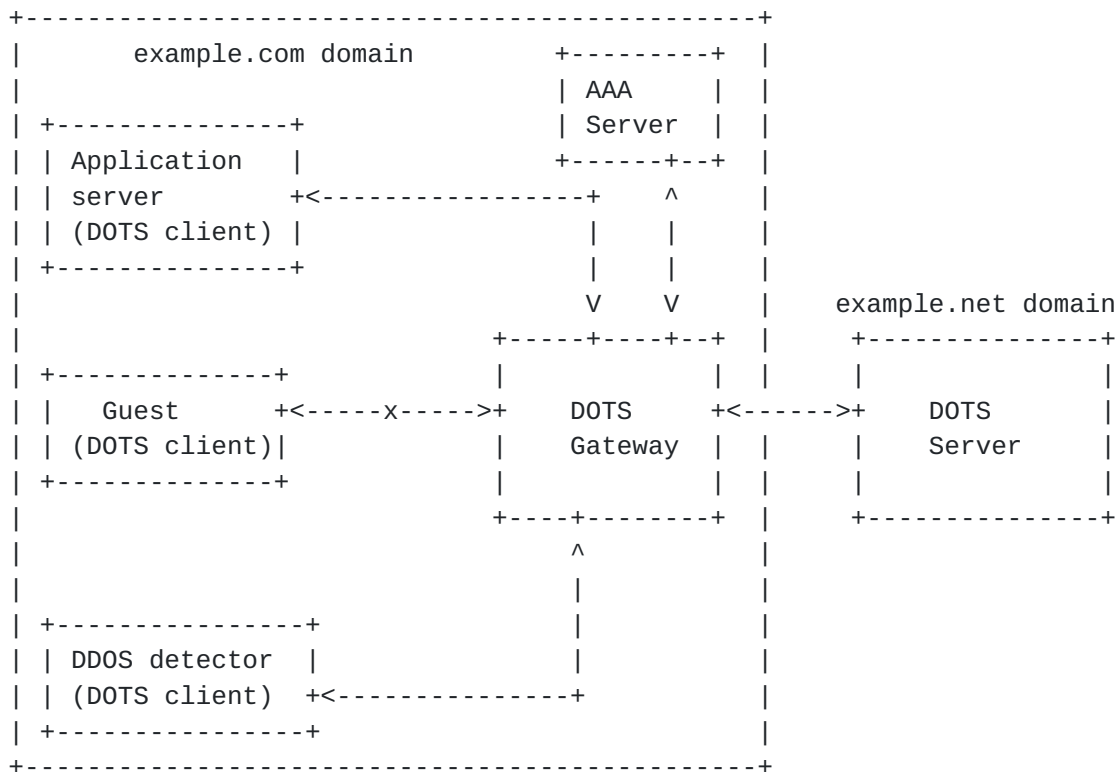 +-----------------------------------------------+
|       example.com domain         +---------+  |
|                                  | AAA     |  |
| +---------------+                | Server  |  |
| | Application   |                +------+--+  |
| | server        +<-----------------+    ^     |
| | (DOTS client) |                  |    |     |
| +---------------+                  |    |     |
|                                    V    V     |    example.net domain
|                              +-----+----+--+  |     +---------------+
| +--------------+             |             |  |     |               |
| |   Guest      +<-----x----->+    DOTS     +<------>+    DOTS       |
| | (DOTS client)|             |    Gateway  |  |     |    Server     |
| +--------------+             |             |  |     |               |
|                              +----+--------+  |     +---------------+
|                                   ^           |
|                                   |           |
| +----------------+                |           |
| | DDOS detector  |                |           |
| | (DOTS client)  +<---------------+           |
| +----------------+                            |
+-----------------------------------------------+